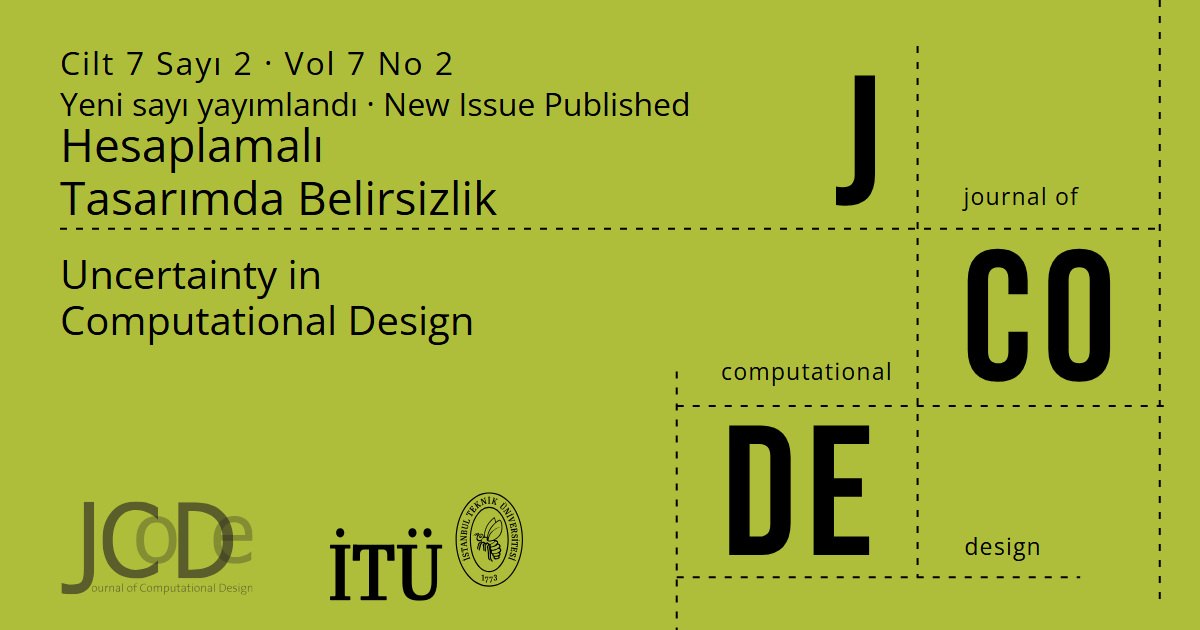 Cilt 7 Sayı 2 · Vol 7 No 2
Yeni sayı yayımlandı · New Issue Published
Hesaplamalı
Tasarımda Belirsizlik
Uncertainty in
Computational Design
J
journal of
CO
computational
DE
design
JCoDe
Journal of Computational Design
İTÜ
İSTANBUL TEKNİK ÜNİVERSİTESİ
1773